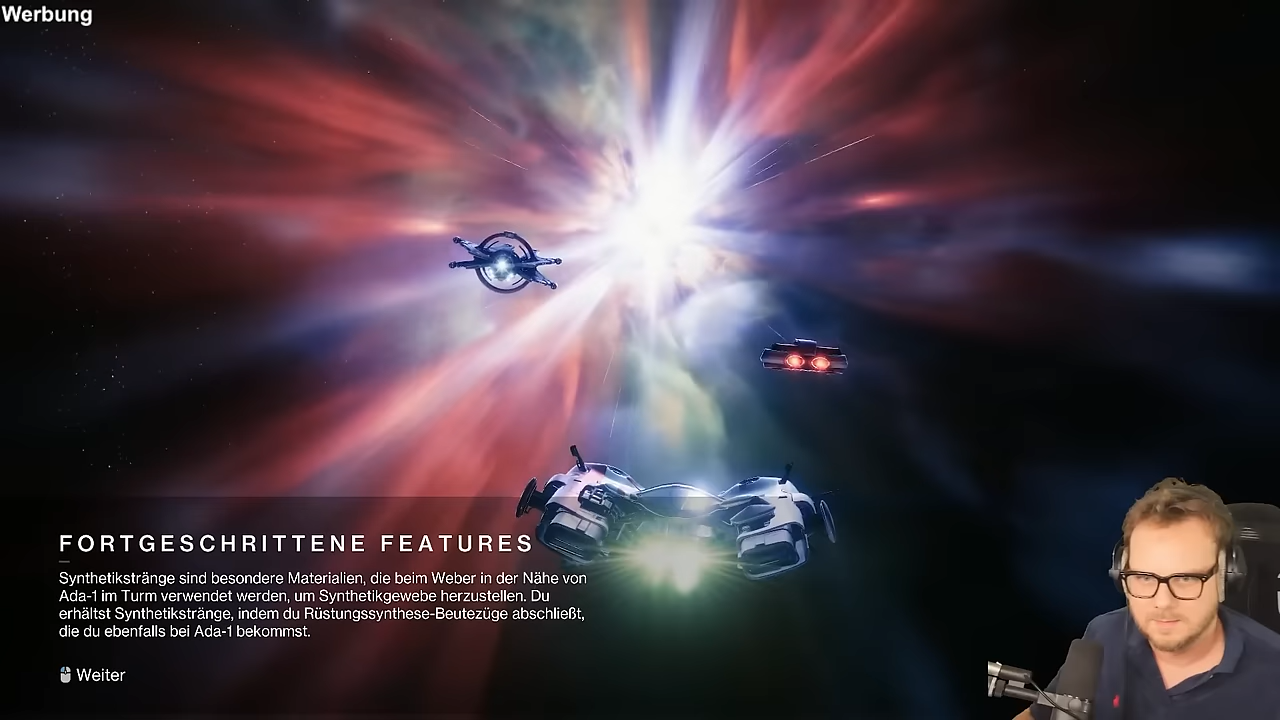 Werbung
FORTGESCHRITTENE FEATURES
Synthetikstränge sind besondere Materialien, die beim Weber in der Nähe von
Ada-1 im Turm verwendet werden, um Synthetikgewebe herzustellen. Du
erhältst Synthetikstränge, indem du Rüstungssynthese-Beutezüge abschließt,
die du ebenfalls bei Ada-1 bekommst.
Weiter